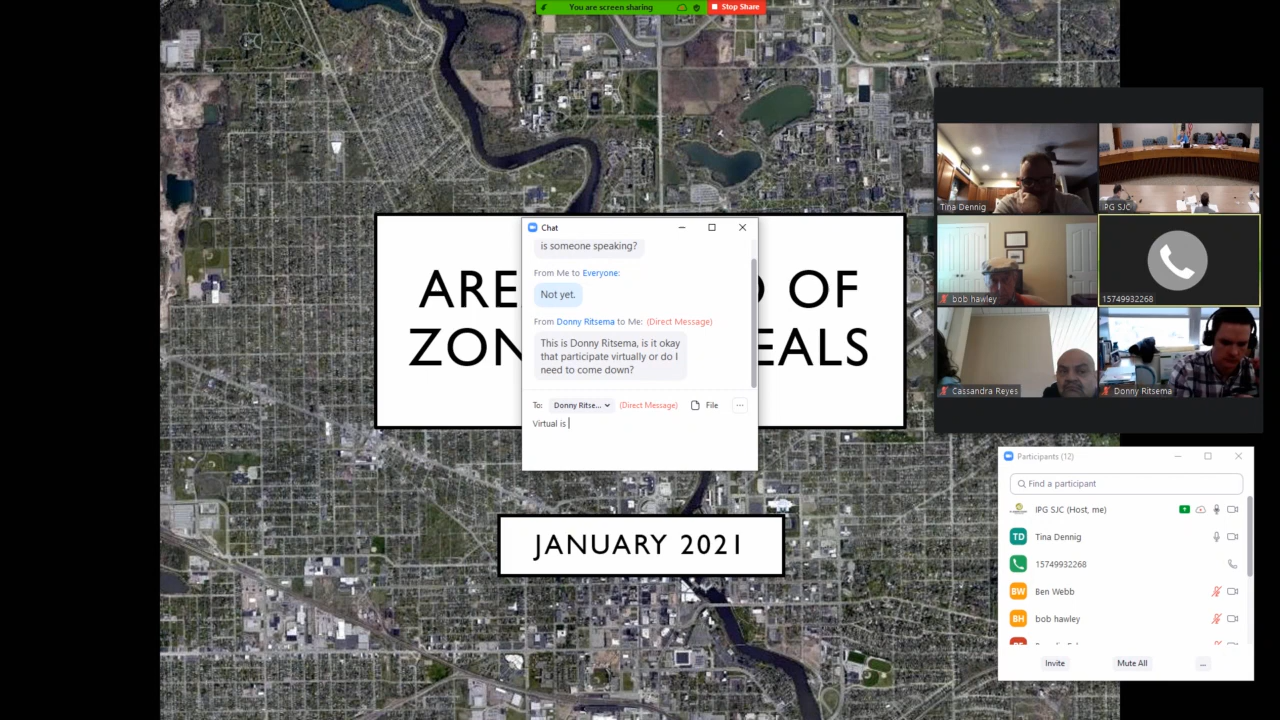 You are screen sharing
Stop Share
ARE
D OF
ZON
EALS
JANUARY 2021
Chat
is someone speaking?
From Me to Everyone:
Not yet.
From Donny Ritsema to Me: (Direct Message)
This is Donny Ritsema, is it okay
that participate virtually or do I
need to come down?
To: Donny Ritse... (Direct Message) File ...
Virtual is
Tina Dennig
IPG SJC
bob hawley
15749932268
Cassandra Reyes
Donny Ritsema
Participants (12)
Find a participant
IPG SJC (Host, me)
TD Tina Dennig
15749932268
BW Ben Webb
BH bob hawley
Invite
Mute All
...